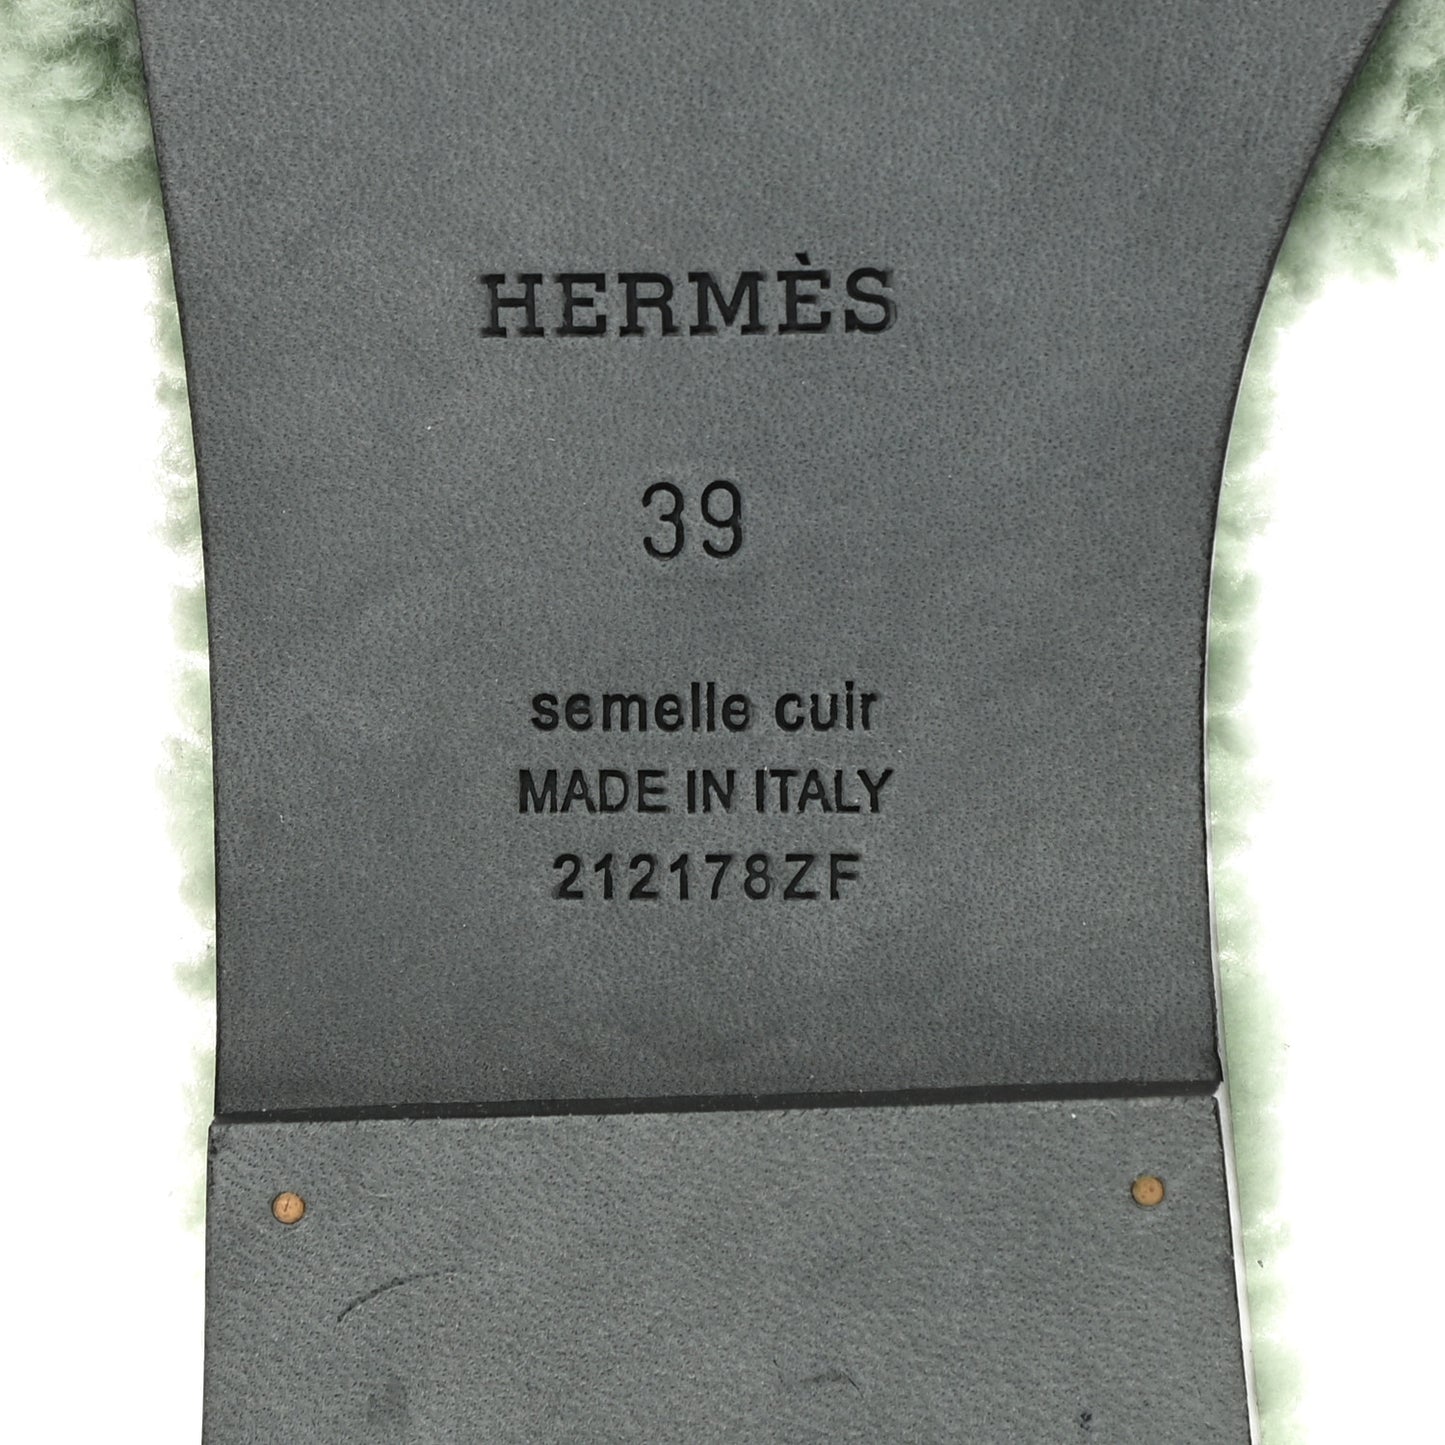 HERMÈS
39
semelle cuir
MADE IN ITALY
212178ZF